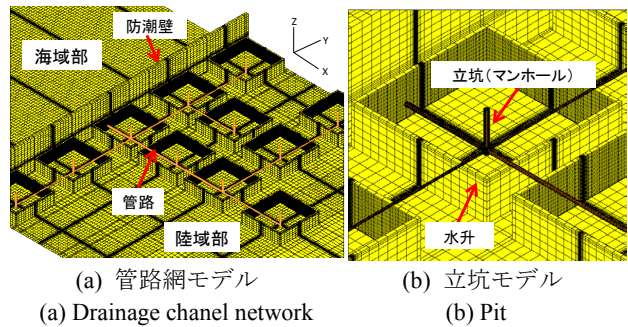 防潮壁
海域部
Z
Y
X
管路
陸域部
立坑(マンホール)
水升
(a) 管路網モデル
(b) 立坑モデル
(a) Drainage chanel network
(b) Pit